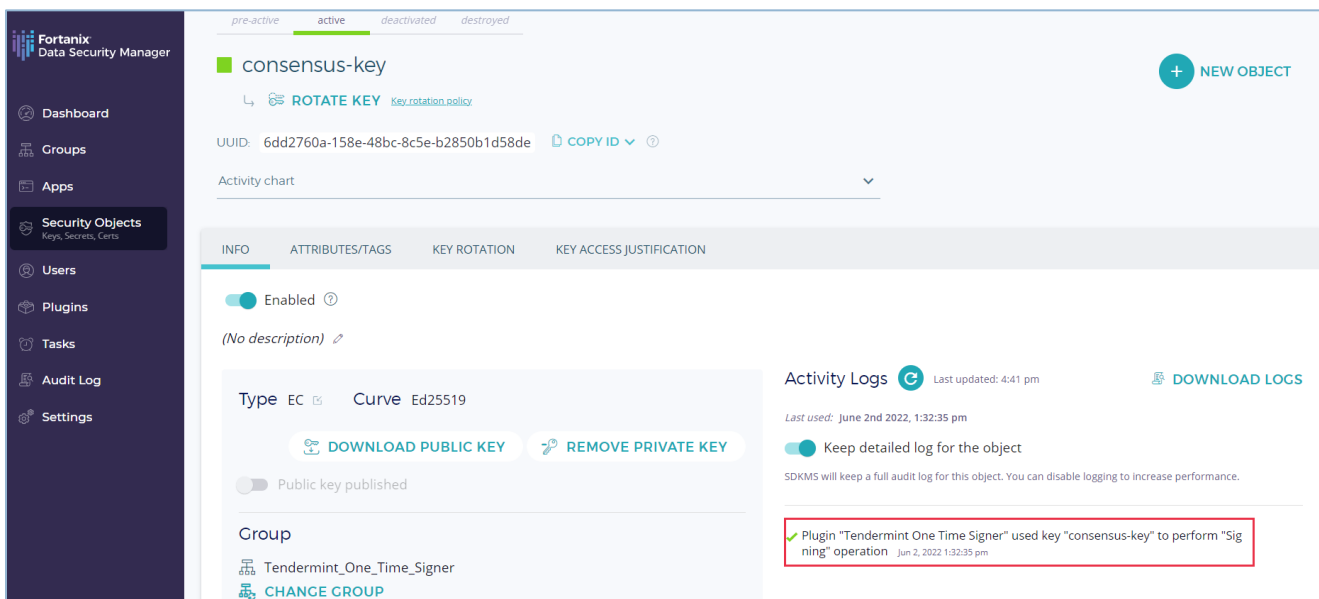 Fortanix
Data Security Manager
Dashboard
Groups
Apps
Security Objects
Keys, Secrets, Certs
Users
Plugins
Tasks
Audit Log
Settings
pre-active active deactivated destroyed
consensus-key
ROTATE KEY Key rotation policy
NEW OBJECT
UUID: 6dd2760a-158e-48bc-8c5e-b2850b1d58de COPY ID
Activity chart
INFO ATTRIBUTES/TAGS KEY ROTATION KEY ACCESS JUSTIFICATION
Enabled
(No description)
Type EC Curve Ed25519
DOWNLOAD PUBLIC KEY REMOVE PRIVATE KEY
Public key published
Group
Tendermint_One_Time_Signer
CHANGE GROUP
Activity Logs Last updated: 4:41 pm DOWNLOAD LOGS
Last used: June 2nd 2022, 1:32:35 pm
Keep detailed log for the object
SDKMS will keep a full audit log for this object. You can disable logging to increase performance.
Plugin "Tendermint One Time Signer" used key "consensus-key" to perform "Sig
ning" operation Jun 2, 2022 1:32:35 pm